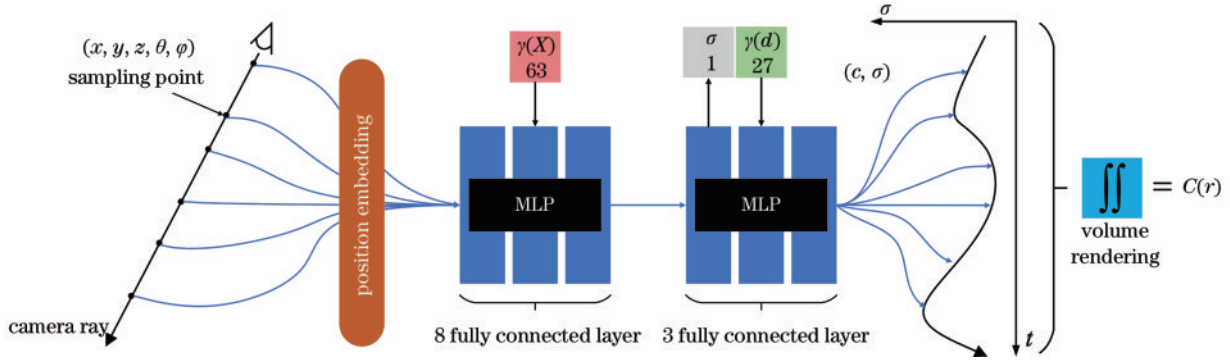 (x, y, z, θ, φ)
sampling point
camera ray
position embedding
γ(X)
63
MLP
8 fully connected layer
σ
1
γ(d)
27
MLP
3 fully connected layer
(c, σ)
σ
t
∬
volume
rendering
= C(r)